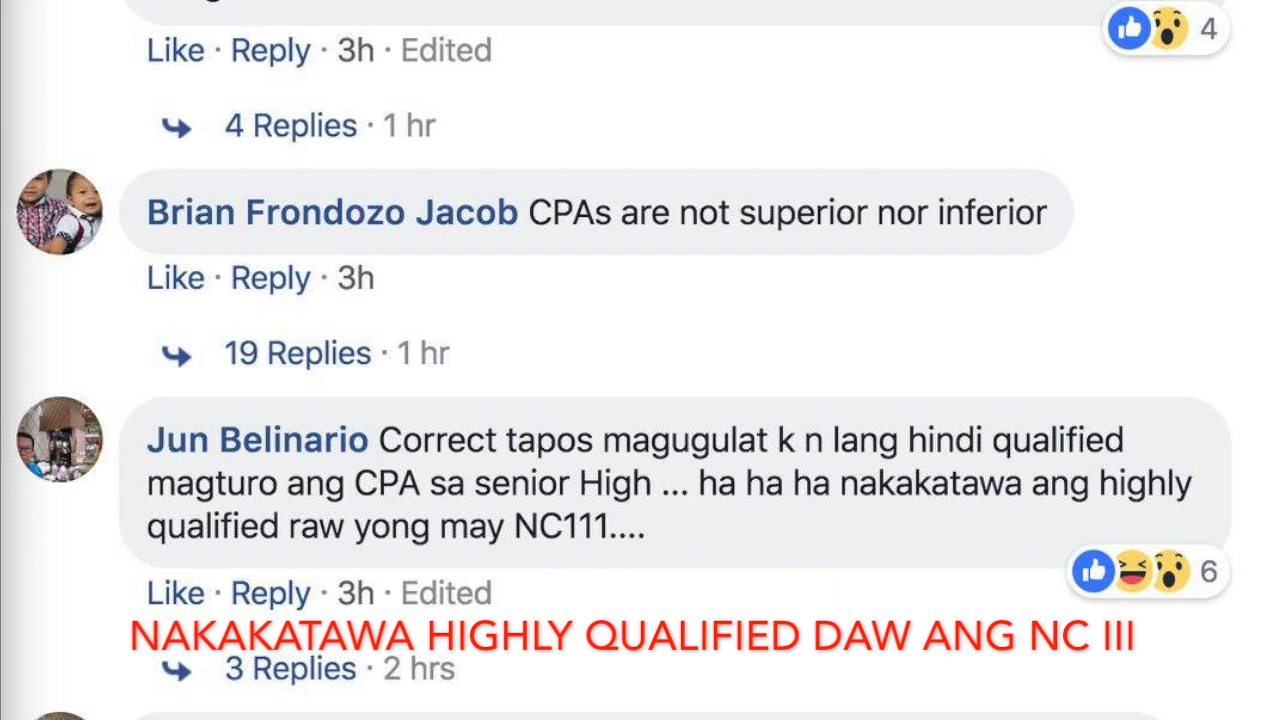 4
Like · Reply · 3h · Edited
4 Replies · 1 hr
Brian Frondozo Jacob CPAs are not superior nor inferior
Like · Reply · 3h
19 Replies · 1 hr
Jun Belinario Correct tapos magugulat k n lang hindi qualified
magturo ang CPA sa senior High ... ha ha ha nakakatawa ang highly
qualified raw yong may NC111....
6
Like · Reply · 3h · Edited
NAKAKATAWA HIGHLY QUALIFIED DAW ANG NC III
3 Replies · 2 hrs